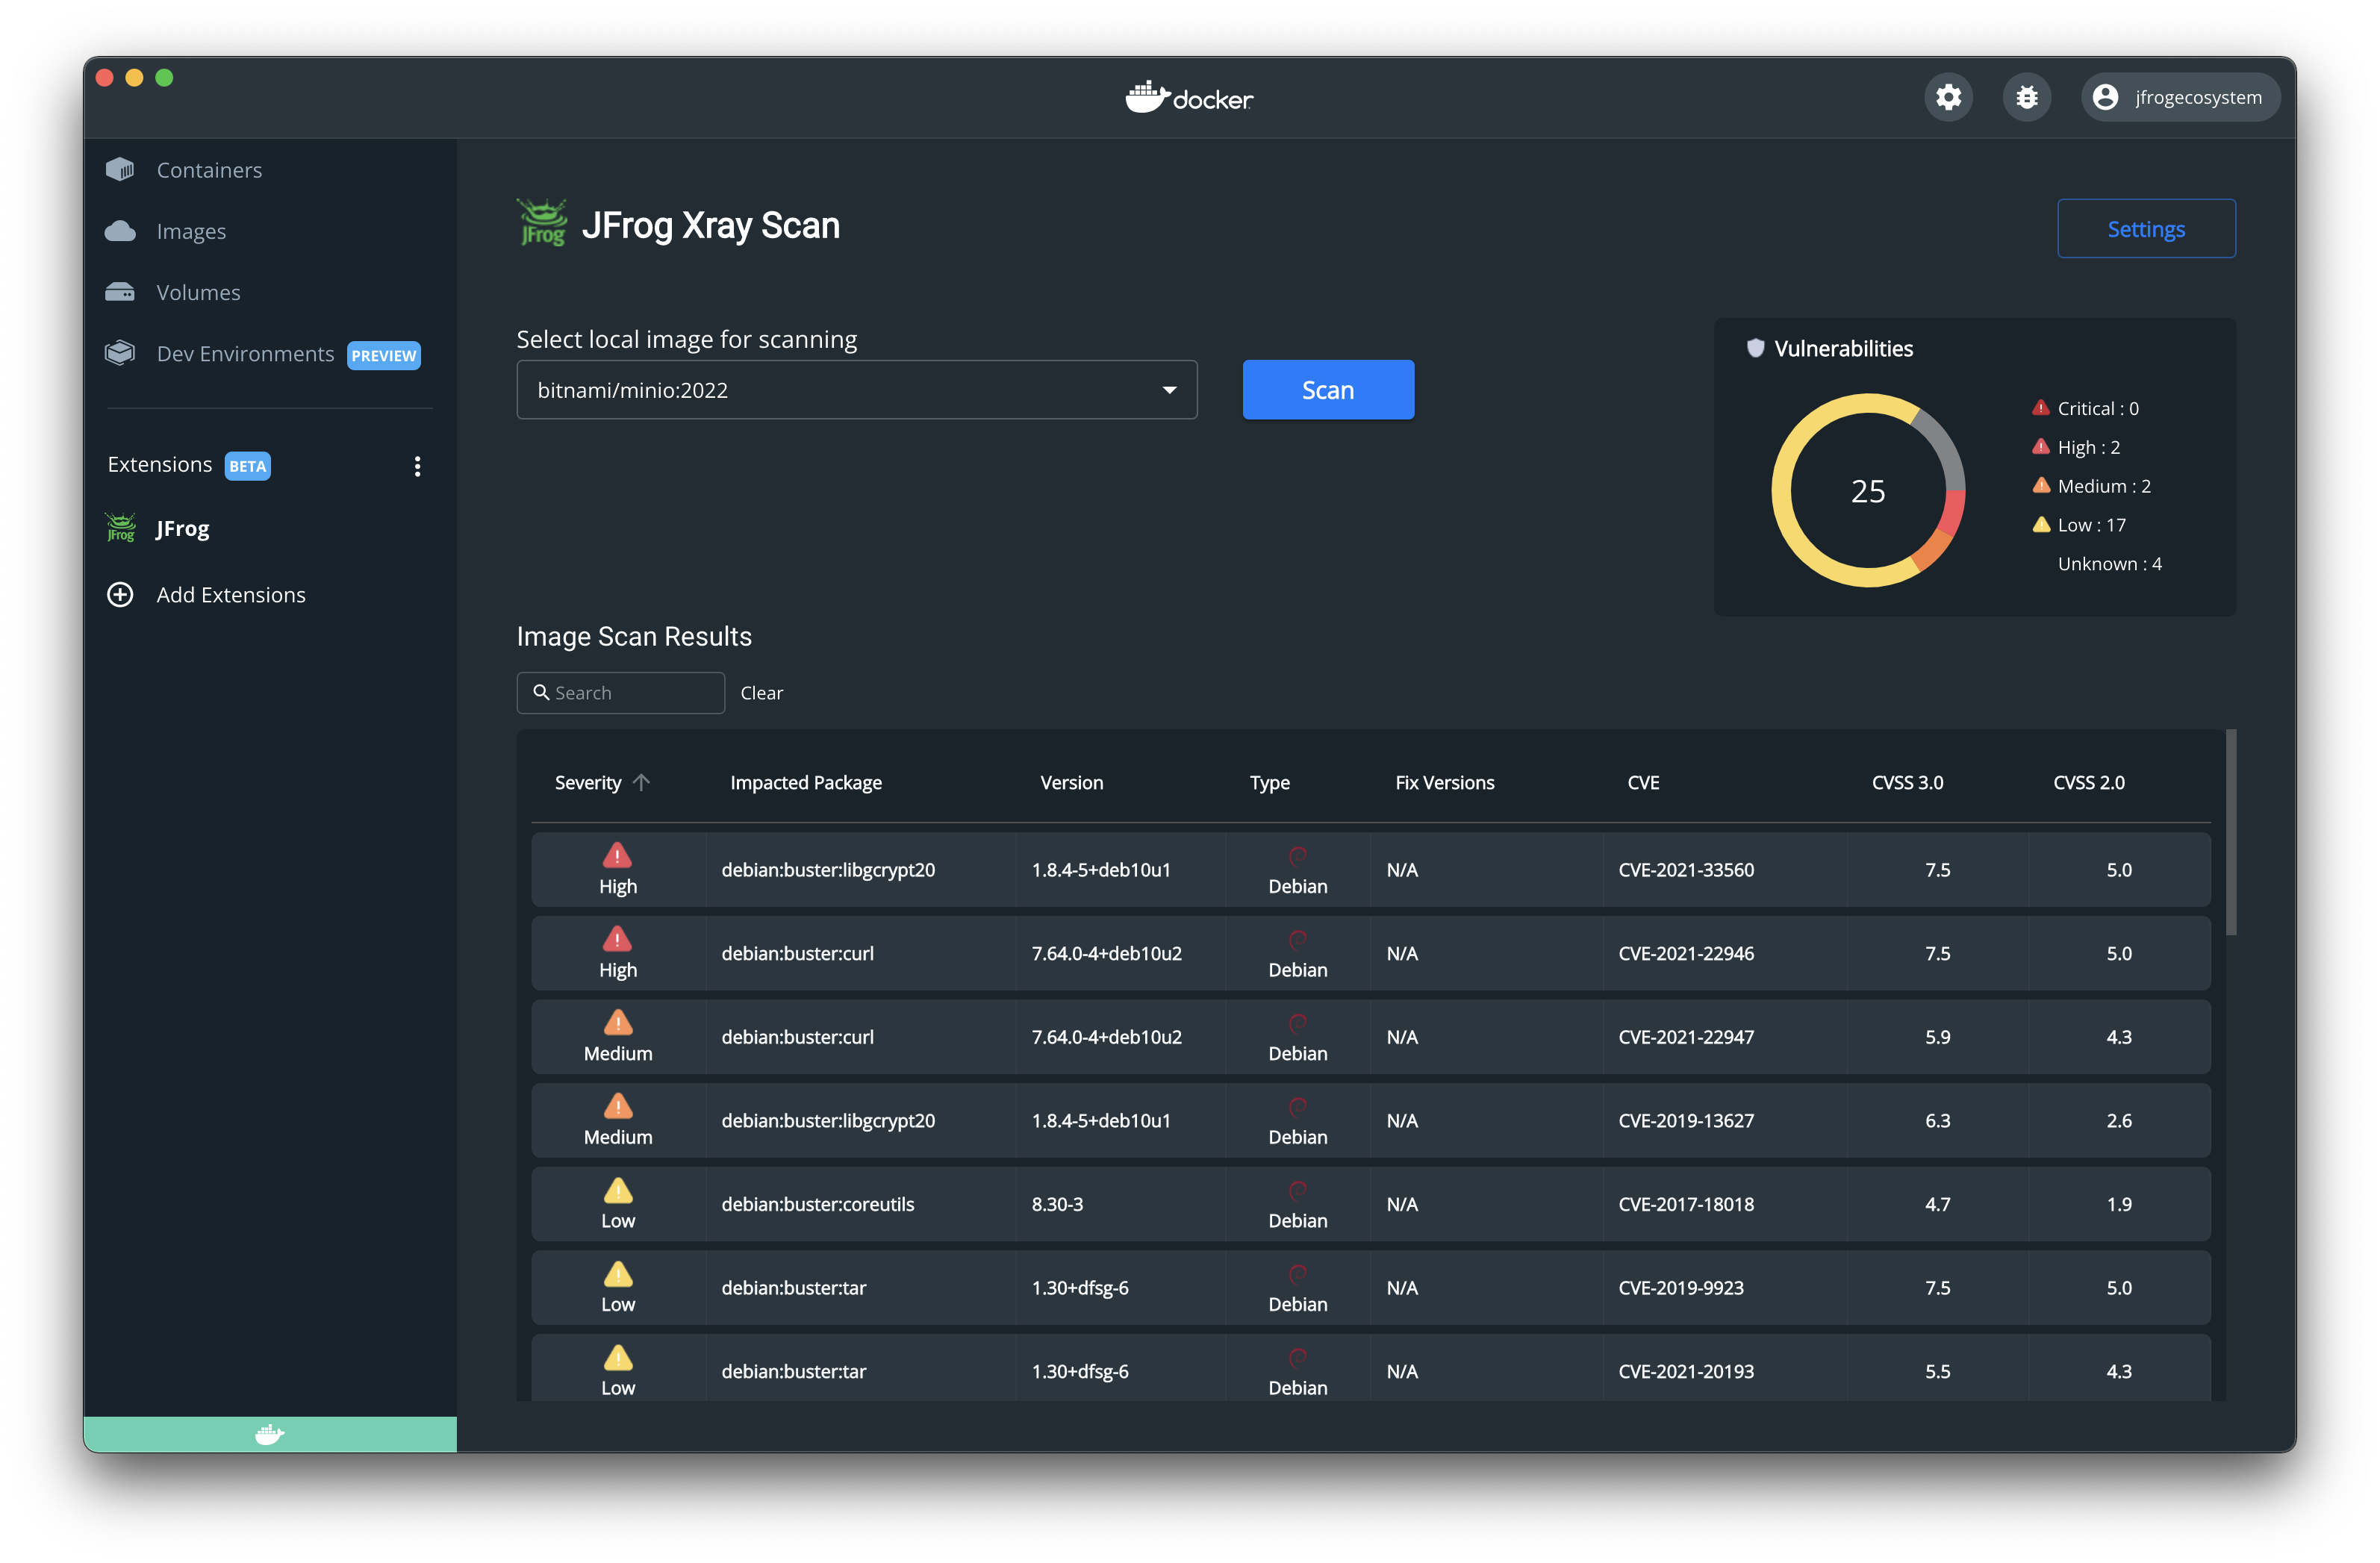 docker
jfrogecosystem
Containers
Images
Volumes
Dev Environments PREVIEW
Extensions BETA
JFrog
JFrog
Add Extensions
JFrog
JFrog Xray Scan
Settings
Select local image for scanning
bitnami/minio:2022
Scan
Vulnerabilities
25
Critical : 0
High : 2
Medium : 2
Low : 17
Unknown : 4
Image Scan Results
Search
Clear
Severity Impacted Package Version Type Fix Versions CVE CVSS 3.0 CVSS 2.0
High debian:buster:libgcrypt20 1.8.4-5+deb10u1 Debian N/A CVE-2021-33560 7.5 5.0
High debian:buster:curl 7.64.0-4+deb10u2 Debian N/A CVE-2021-22946 7.5 5.0
Medium debian:buster:curl 7.64.0-4+deb10u2 Debian N/A CVE-2021-22947 5.9 4.3
Medium debian:buster:libgcrypt20 1.8.4-5+deb10u1 Debian N/A CVE-2019-13627 6.3 2.6
Low debian:buster:coreutils 8.30-3 Debian N/A CVE-2017-18018 4.7 1.9
Low debian:buster:tar 1.30+dfsg-6 Debian N/A CVE-2019-9923 7.5 5.0
Low debian:buster:tar 1.30+dfsg-6 Debian N/A CVE-2021-20193 5.5 4.3